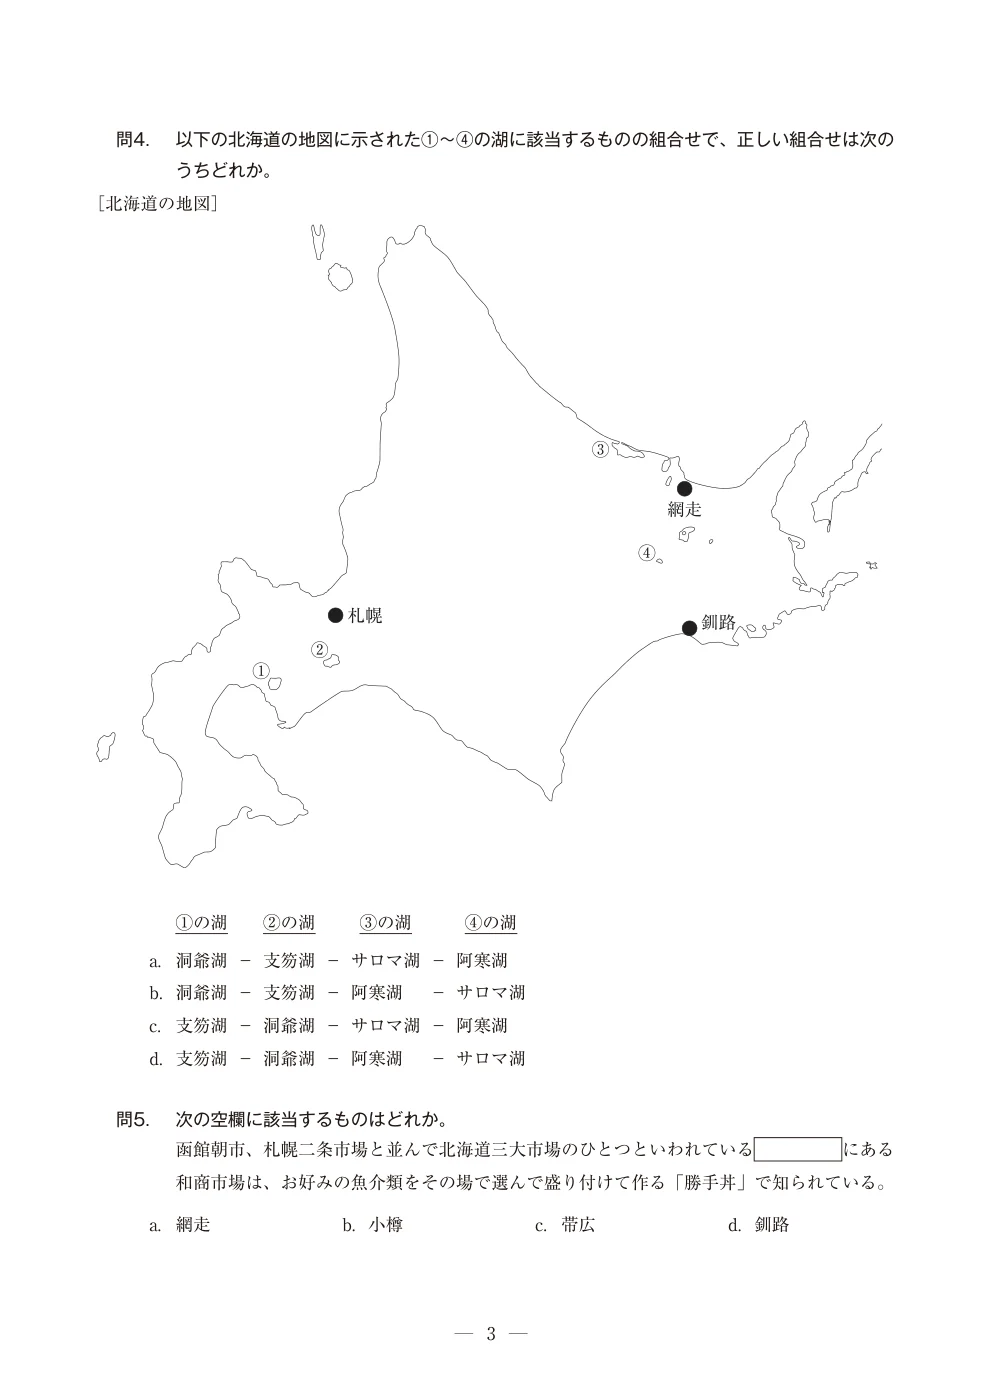 問4. 以下の北海道の地図に示された①～④の湖に該当するものの組合せで、正しい組合せは次の
うちどれか。
［北海道の地図］
③
網走
④
札幌
釧路
②
①
①の湖 ②の湖 ③の湖 ④の湖
a. 洞爺湖 － 支笏湖 － サロマ湖 － 阿寒湖
b. 洞爺湖 － 支笏湖 － 阿寒湖 － サロマ湖
c. 支笏湖 － 洞爺湖 － サロマ湖 － 阿寒湖
d. 支笏湖 － 洞爺湖 － 阿寒湖 － サロマ湖
問5. 次の空欄に該当するものはどれか。
函館朝市、札幌二条市場と並んで北海道三大市場のひとつといわれている にある
和商市場は、お好みの魚介類をその場で選んで盛り付けて作る「勝手丼」で知られている。
a. 網走 b. 小樽 c. 帯広 d. 釧路
― 3 ―